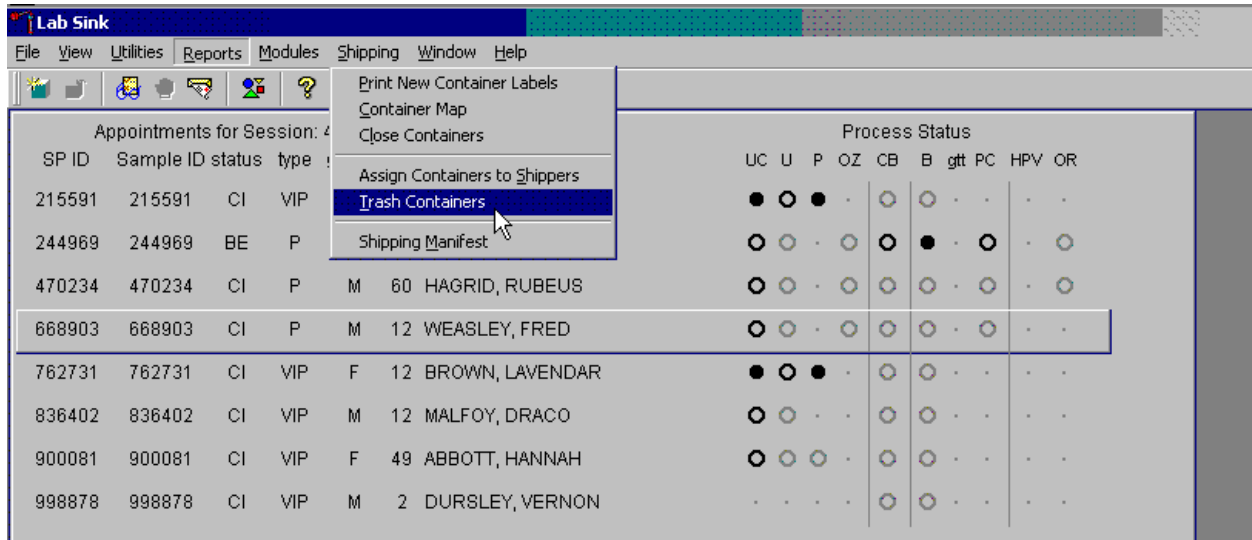 Lab Sink
File View Utilities Reports Modules Shipping Window Help
Print New Container Labels
Container Map
Close Containers
Assign Containers to Shippers
Trash Containers
Shipping Manifest
Appointments for Session: Process Status
SP ID Sample ID status type UC U P OZ CB B gtt PC HPV OR
215591 215591 CI VIP
244969 244969 BE P
470234 470234 CI P M 60 HAGRID, RUBEUS
668903 668903 CI P M 12 WEASLEY, FRED
762731 762731 CI VIP F 12 BROWN, LAVENDAR
836402 836402 CI VIP M 12 MALFOY, DRACO
900081 900081 CI VIP F 49 ABBOTT, HANNAH
998878 998878 CI VIP M 2 DURSLEY, VERNON